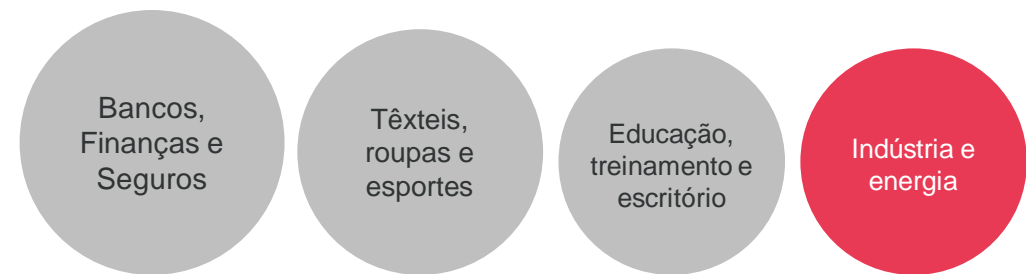 Bancos,
Finanças e
Seguros
Têxteis,
roupas e
esportes
Educação,
treinamento e
escritório
Indústria e
energia